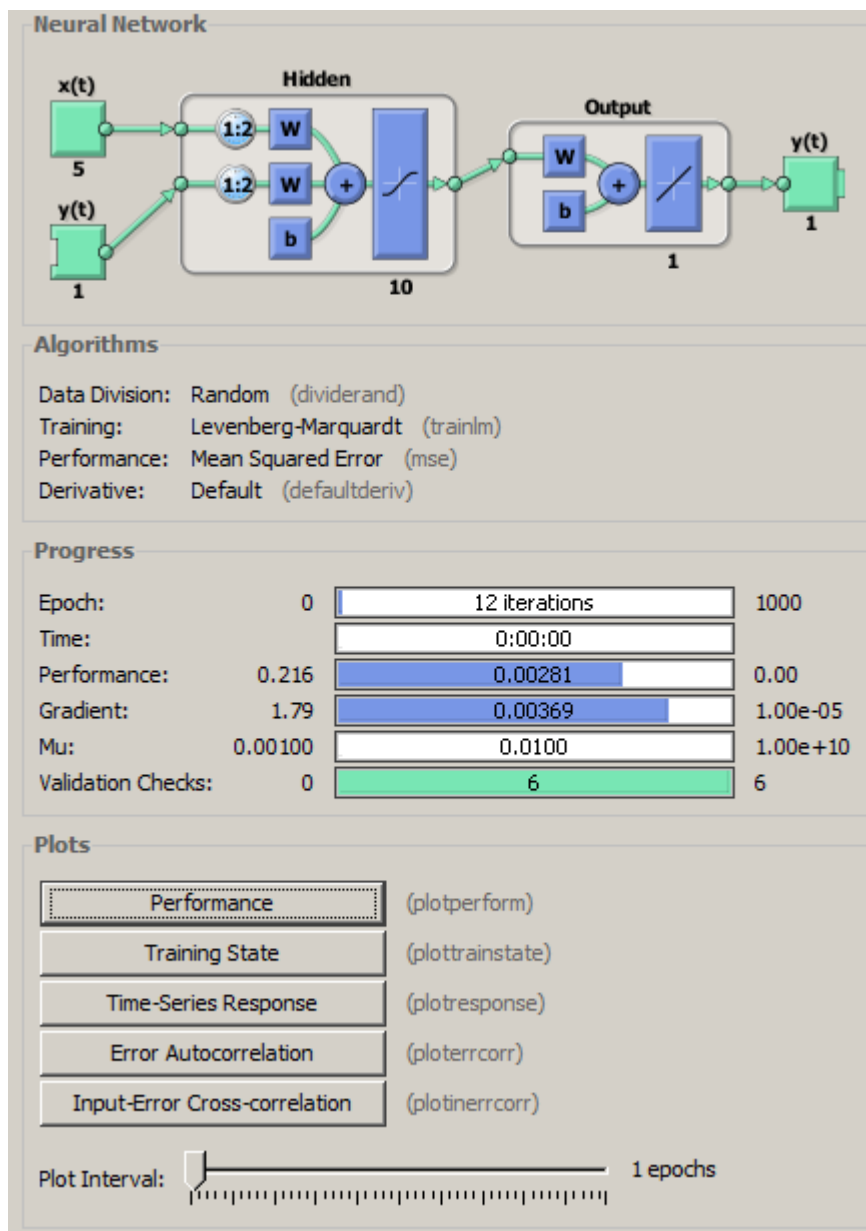 Neural Network
Hidden
x(t)
1:2 W
5
y(t)
1:2 W
+
b
1
10
Output
W
+
b
1
y(t)
1
Algorithms
Data Division: Random (dividerand)
Training: Levenberg-Marquardt (trainlm)
Performance: Mean Squared Error (mse)
Derivative: Default (defaultderiv)
Progress
Epoch: 0 12 iterations 1000
Time: 0:00:00
Performance: 0.216 0.00281 0.00
Gradient: 1.79 0.00369 1.00e-05
Mu: 0.00100 0.0100 1.00e+10
Validation Checks: 0 6 6
Plots
Performance (plotperform)
Training State (plottrainstate)
Time-Series Response (plotresponse)
Error Autocorrelation (ploterrcorr)
Input-Error Cross-correlation (plotinerrcorr)
Plot Interval: 1 epochs